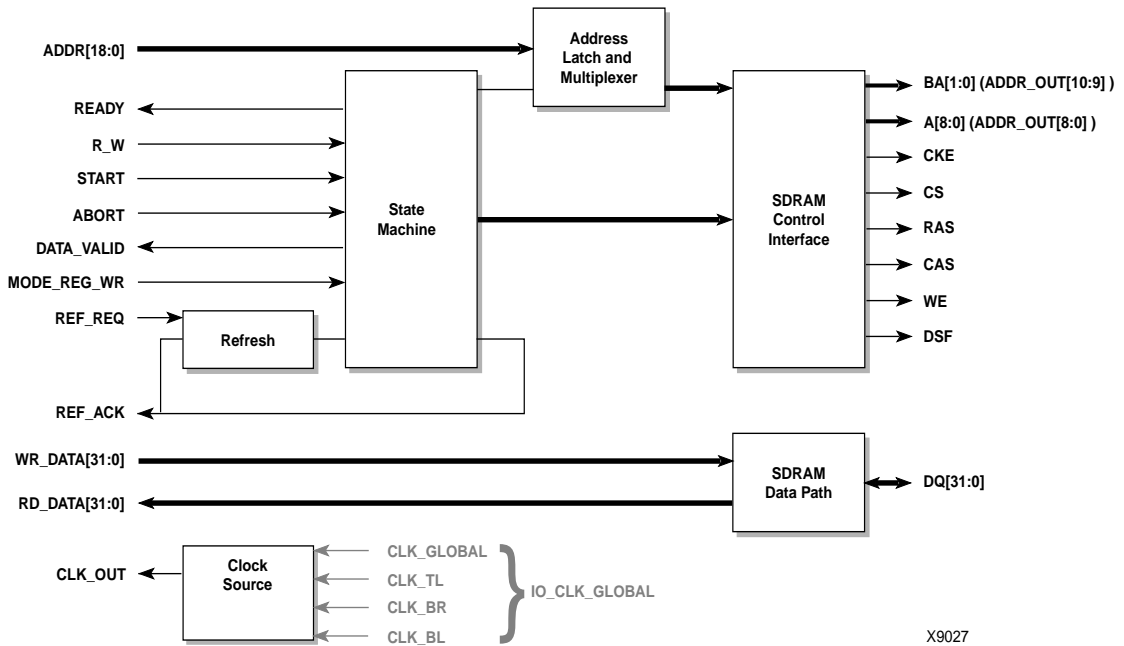 ADDR[18:0]
READY
R_W
START
ABORT
DATA_VALID
MODE_REG_WR
REF_REQ
REF_ACK
WR_DATA[31:0]
RD_DATA[31:0]
CLK_OUT
Address
Latch and
Multiplexer
State
Machine
Refresh
SDRAM
Control
Interface
BA[1:0] (ADDR_OUT[10:9] )
A[8:0] (ADDR_OUT[8:0] )
CKE
CS
RAS
CAS
WE
DSF
SDRAM
Data Path
DQ[31:0]
Clock
Source
CLK_GLOBAL
CLK_TL
CLK_BR
CLK_BL
IO_CLK_GLOBAL
X9027